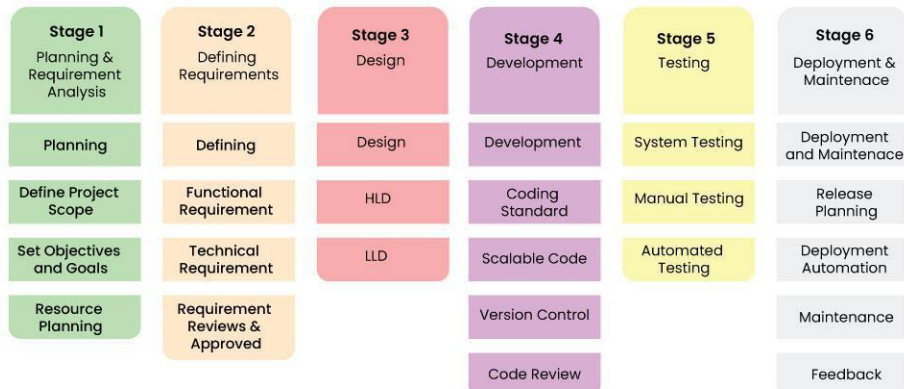 Stage 1
Planning &
Requirement
Analysis
Planning
Define Project
Scope
Set Objectives
and Goals
Resource
Planning
Stage 2
Defining
Requirements
Defining
Functional
Requirement
Technical
Requirement
Requirement
Reviews &
Approved
Stage 3
Design
Design
HLD
LLD
Stage 4
Development
Development
Coding
Standard
Scalable Code
Version Control
Code Review
Stage 5
Testing
System Testing
Manual Testing
Automated
Testing
Stage 6
Deployment &
Maintenace
Deployment
and Maintenace
Release
Planning
Deployment
Automation
Maintenance
Feedback